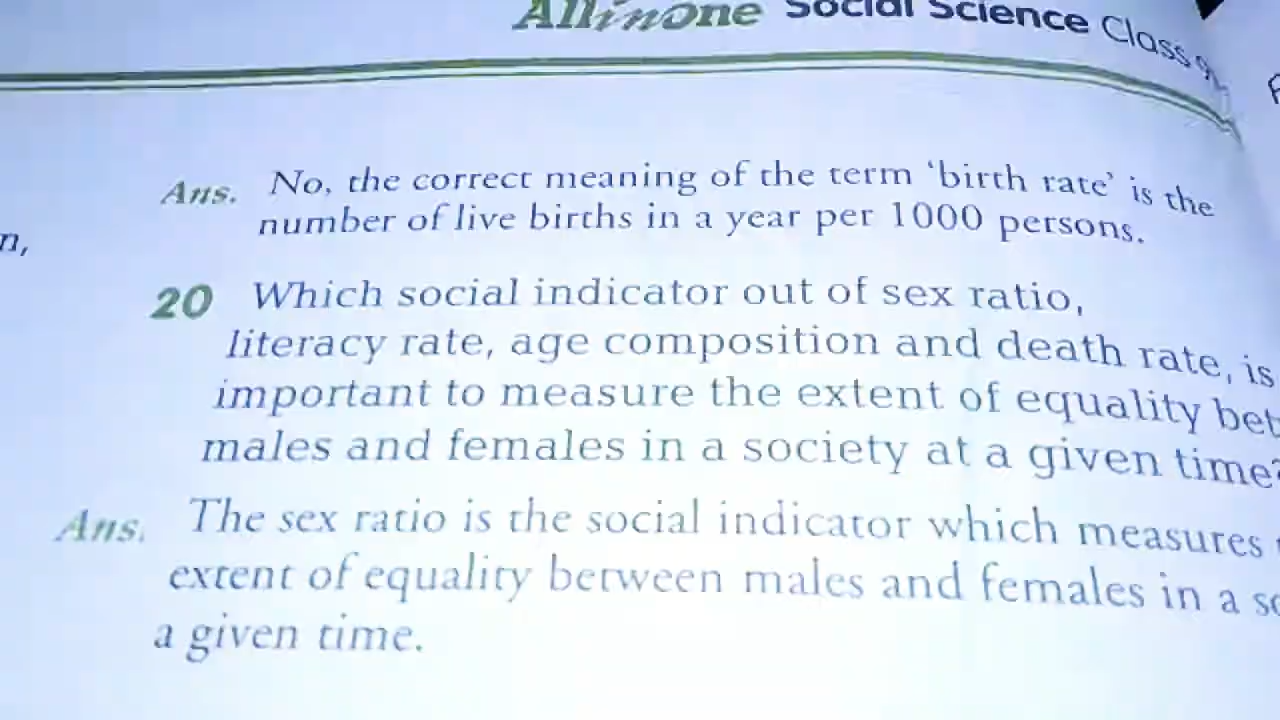 Allinone Social Science Class 9
Ans. No, the correct meaning of the term ‘birth rate’ is the
number of live births in a year per 1000 persons.
n,
20 Which social indicator out of sex ratio,
literacy rate, age composition and death rate, is
important to measure the extent of equality bet
males and females in a society at a given time?
Ans. The sex ratio is the social indicator which measures
extent of equality between males and females in a
a given time.